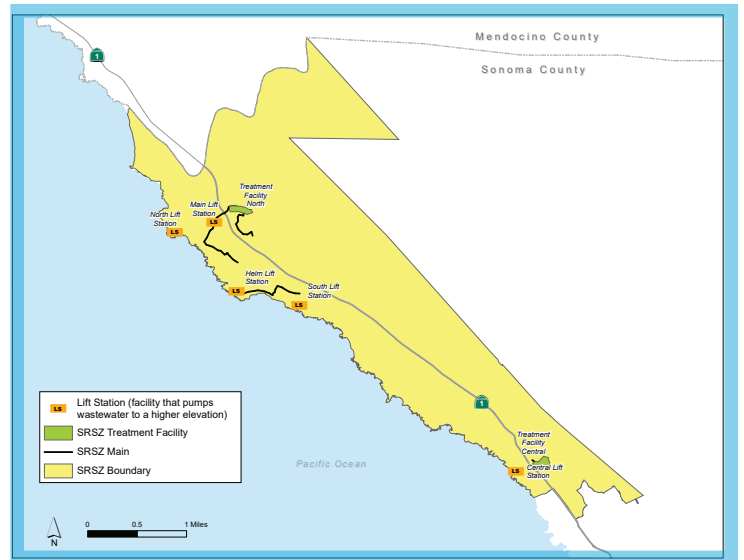 Mendocino County
Sonoma County
1
Treatment
Facility
North
Main Lift
Station
LS
North Lift
Station
LS
Helm Lift
Station
LS
South Lift
Station
LS
1
Treatment
Facility
Central
LS
Central Lift
Station
Pacific Ocean
LS
Lift Station (facility that pumps
wastewater to a higher elevation)
SRSZ Treatment Facility
SRSZ Main
SRSZ Boundary
N
0 0.5 1 Miles